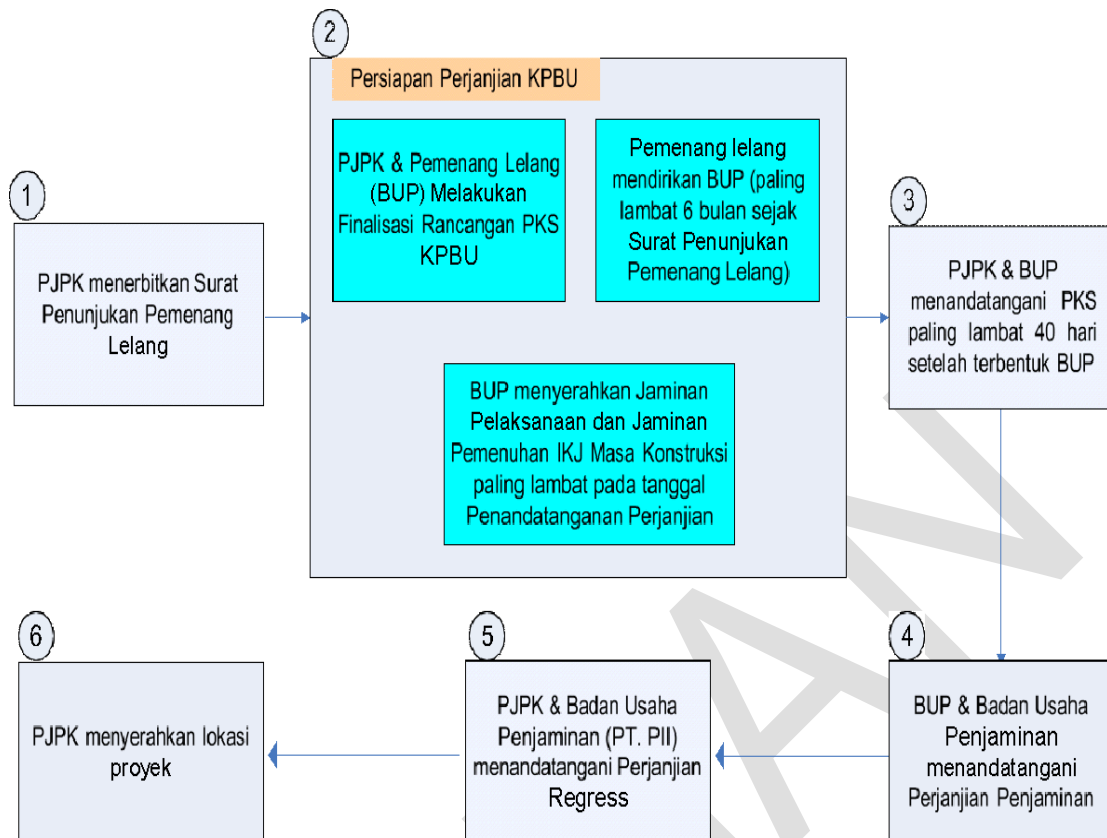 1
PJPK menerbitkan Surat
Penunjukan Pemenang
Lelang
2
Persiapan Perjanjian KPBU
PJPK & Pemenang Lelang
(BUP) Melakukan
Finalisasi Rancangan PKS
KPBU
Pemenang lelang
mendirikan BUP (paling
lambat 6 bulan sejak
Surat Penunjukan
Pemenang Lelang)
BUP menyerahkan Jaminan
Pelaksanaan dan Jaminan
Pemenuhan IKJ Masa Konstruksi
paling lambat pada tanggal
Penandatanganan Perjanjian
3
PJPK & BUP
menandatangani PKS
paling lambat 40 hari
setelah terbentuk BUP
4
BUP & Badan Usaha
Penjaminan
menandatangani
Perjanjian Penjaminan
5
PJPK & Badan Usaha
Penjaminan (PT. PII)
menandatangani Perjanjian
Regress
6
PJPK menyerahkan lokasi
proyek